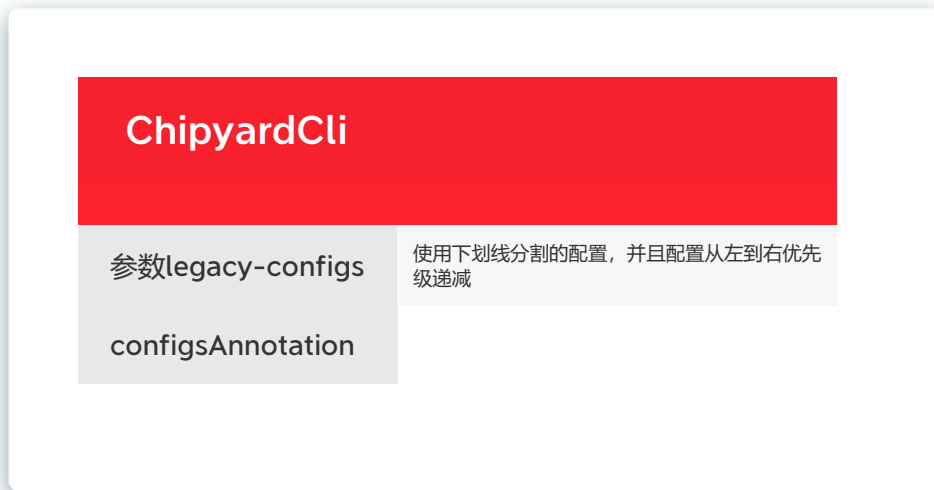 ChipyardCli
参数legacy-configs
使用下划线分割的配置，并且配置从左到右优先
级递减
configsAnnotation